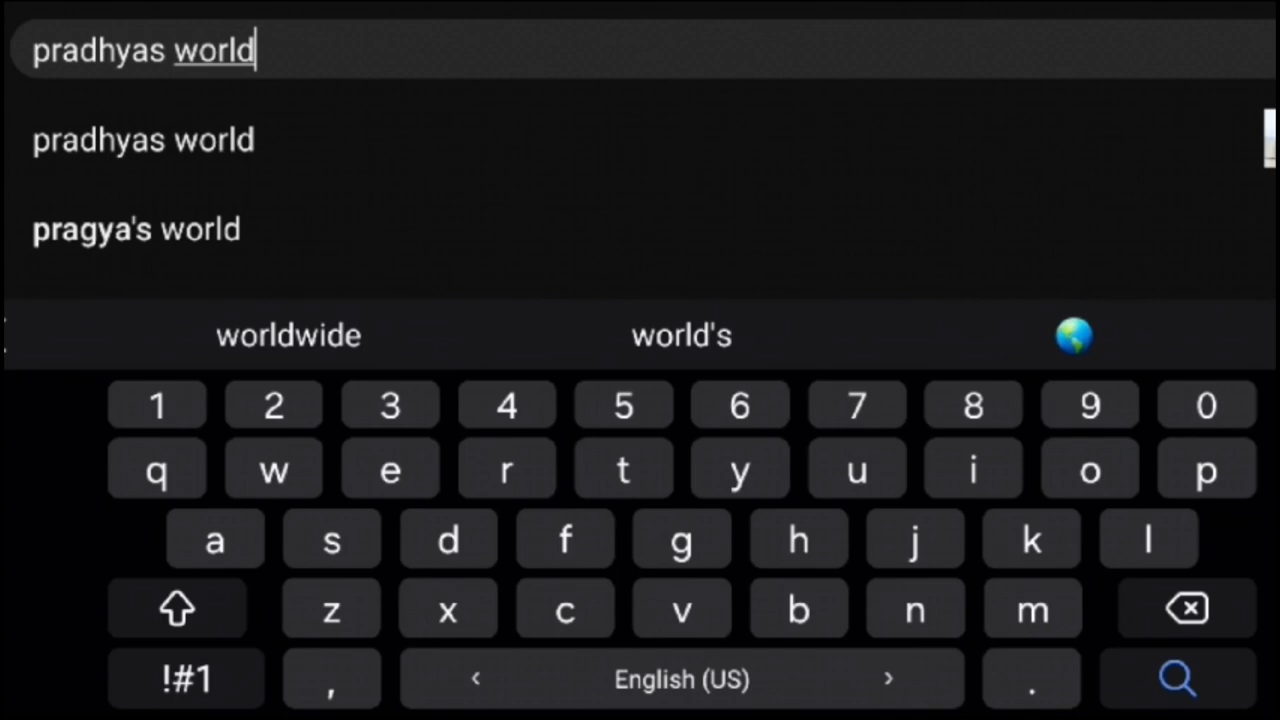 pradhyas world
pradhyas world
pragya's world
worldwide world's
1 2 3 4 5 6 7 8 9 0
q w e r t y u i o p
a s d f g h j k l
z x c v b n m
!#1 , < English (US) > .